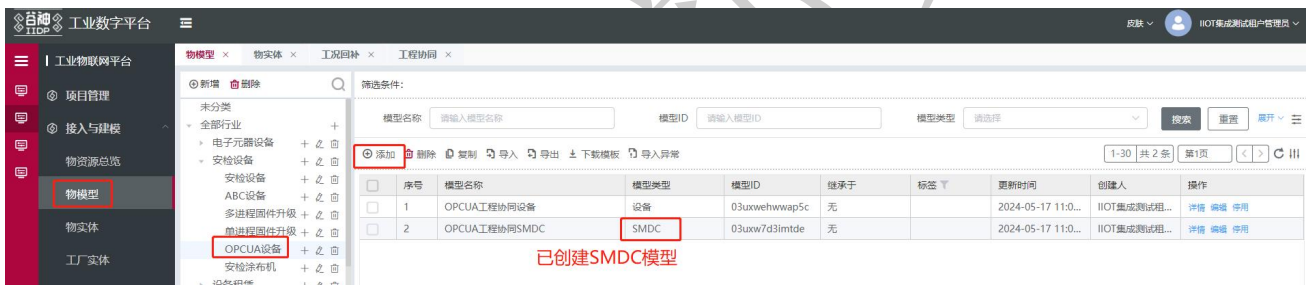 谷神 IIDP 工业数字平台
皮肤
IIOT集成测试租户管理员
工业物联网平台
项目管理
接入与建模
物资源总览
物模型
物实体
工厂实体
物模型 × 物实体 × 工况回补 × 工程协同 ×
新增 删除
未分类
全部行业
电子元器设备
安检设备
安检设备
ABC设备
多进程固件升级
单进程固件升级
OPCUA设备
安检涂布机
设备租赁
筛选条件:
模型名称 请输入模型名称 模型ID 请输入模型ID 模型类型 请选择 搜索 重置 展开
添加 删除 复制 导入 导出 下载模板 导入异常 1-30 共 2 条 第1页
序号 模型名称 模型类型 模型ID 继承于 标签 更新时间 创建人 操作
1 OPCUA工程协同设备 设备 03uxwehwwap5c 无 2024-05-17 11:0... IIOT集成测试租... 详情 编辑 停用
2 OPCUA工程协同SMDC SMDC 03uxw7d3imtde 无 2024-05-17 11:0... IIOT集成测试租... 详情 编辑 停用
已创建SMDC模型